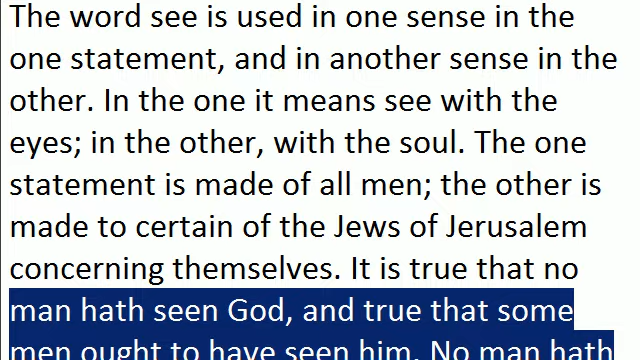 The word see is used in one sense in the
one statement, and in another sense in the
other. In the one it means see with the
eyes; in the other, with the soul. The one
statement is made of all men; the other is
made to certain of the Jews of Jerusalem
concerning themselves. It is true that no
man hath seen God, and true that some
men ought to have seen him. No man hath